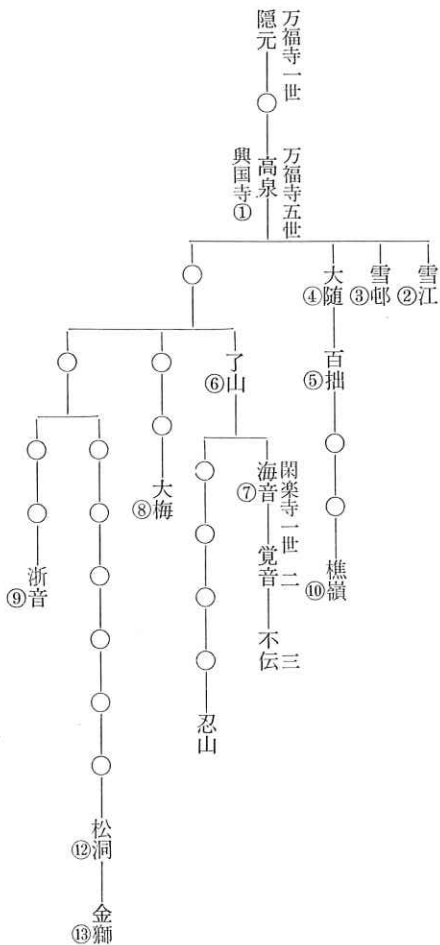 万福寺一世
隠元
○
万福寺五世
高泉
興国寺①
雪江②
雪邨③
大随④
百拙⑤
○
○
樵嶺⑩
○
了山⑥
閑楽寺一世
海音⑦
二
覚音
三
不伝
○
○
○
○
忍山
○
○
大梅⑧
○
○
○
○
○
○
○
松洞⑫
金獅⑬
○
○
浙音⑨